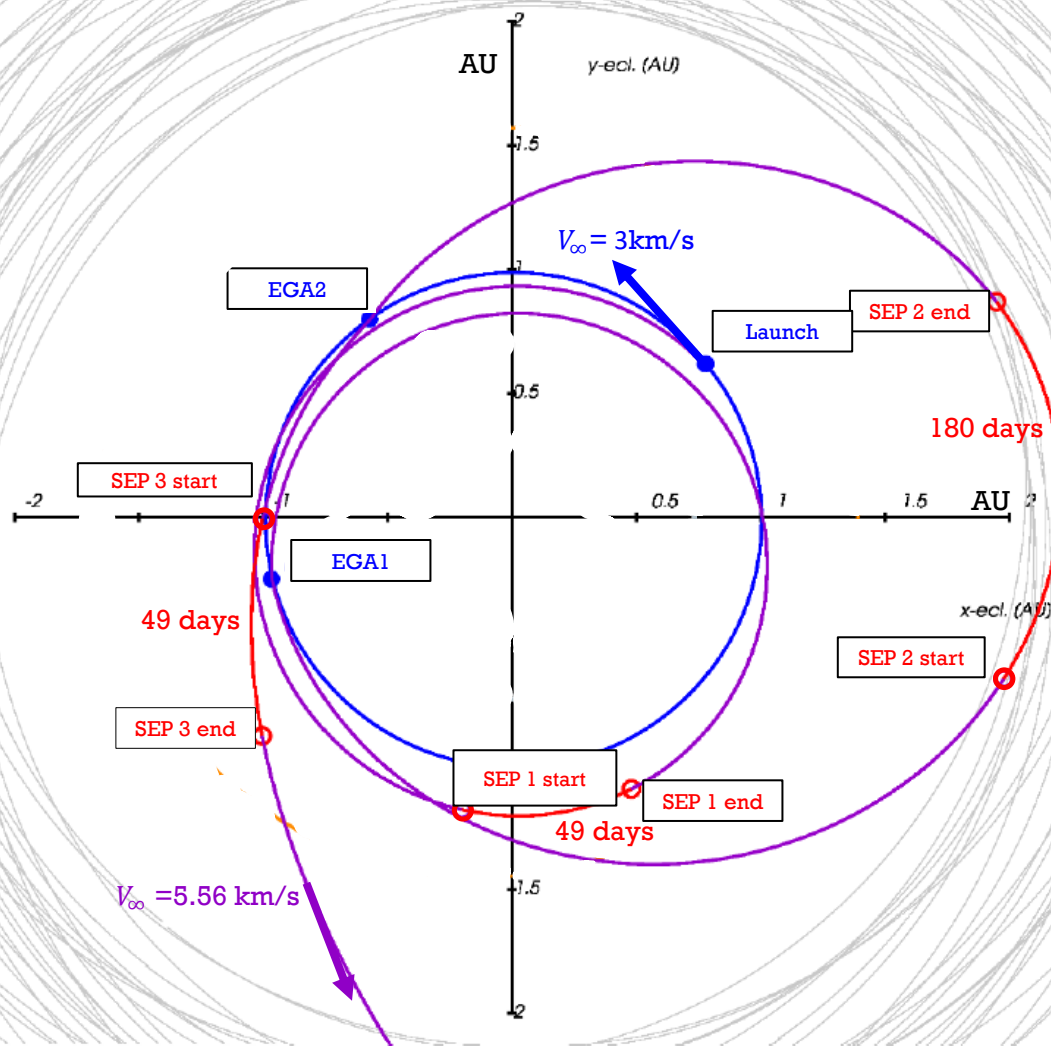 2
AU
y-ecl. (AU)
1.5
V∞ = 3km/s
1
EGA2
SEP 2 end
Launch
0.5
180 days
SEP 3 start
-2
-1
0.5
1
1.5
AU
2
EGA1
49 days
x-ecl. (AU)
SEP 2 start
SEP 3 end
SEP 1 start
SEP 1 end
49 days
1.5
V∞ =5.56 km/s
2